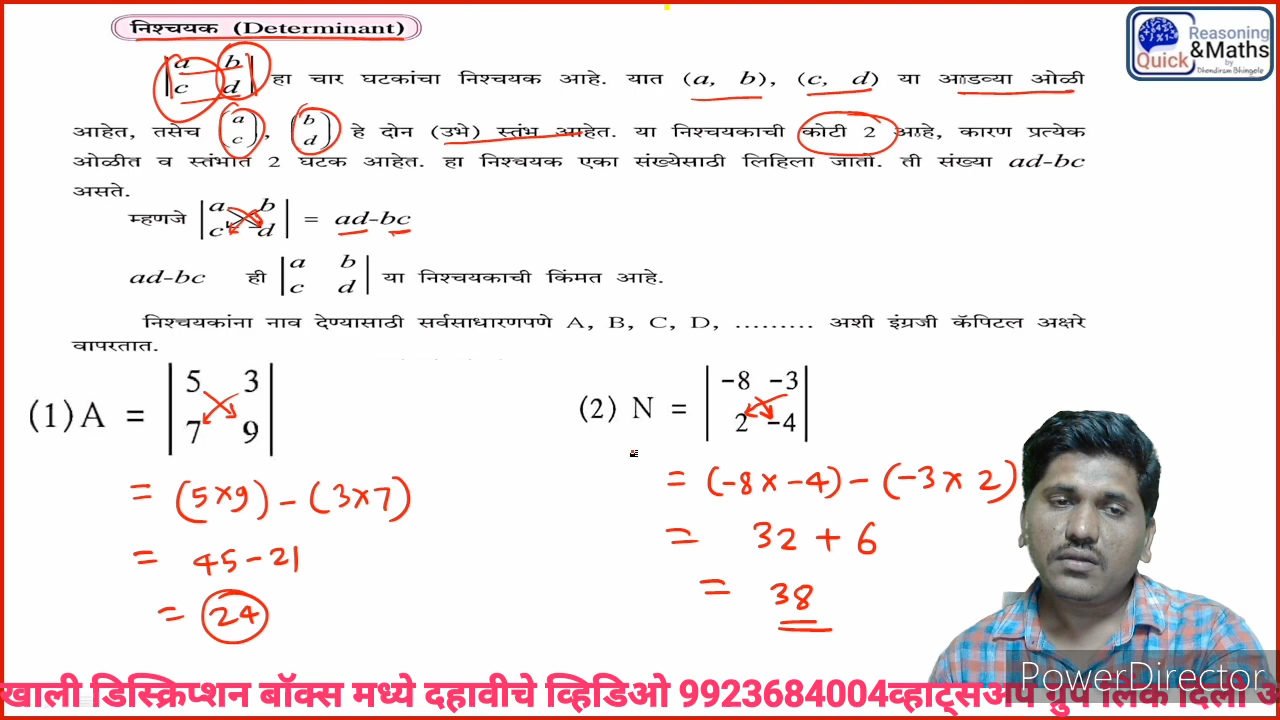 निश्चयक (Determinant)
Reasoning
&Maths
Quick
by Dhendiram Bhingele
| a b |
| c d | हा चार घटकांचा निश्चयक आहे. यात (a, b), (c, d) या आडव्या ओळी
आहेत, तसेच (a c), (b d) हे दोन (उभे) स्तंभ आहेत. या निश्चयकाची कोटी 2 आहे, कारण प्रत्येक
ओळीत व स्तंभात 2 घटक आहेत. हा निश्चयक एका संख्येसाठी लिहिला जातो. ती संख्या ad-bc
असते.
म्हणजे | a b |
| c d | = ad-bc
ad-bc ही | a b |
| c d | या निश्चयकाची किंमत आहे.
निश्चयकांना नाव देण्यासाठी सर्वसाधारणपणे A, B, C, D, ......... अशी इंग्रजी कॅपिटल अक्षरे
वापरतात.
(1) A = | 5 3 |
| 7 9 |
= (5×9) - (3×7)
= 45 - 21
= 24
(2) N = | -8 -3 |
| 2 -4 |
= (-8 × -4) - (-3 × 2)
= 32 + 6
= 38
PowerDirector
खाली डिस्क्रिप्शन बॉक्स मध्ये दहावीचे व्हिडिओ 9923684004व्हाट्सअप ग्रुप लिंक दिली